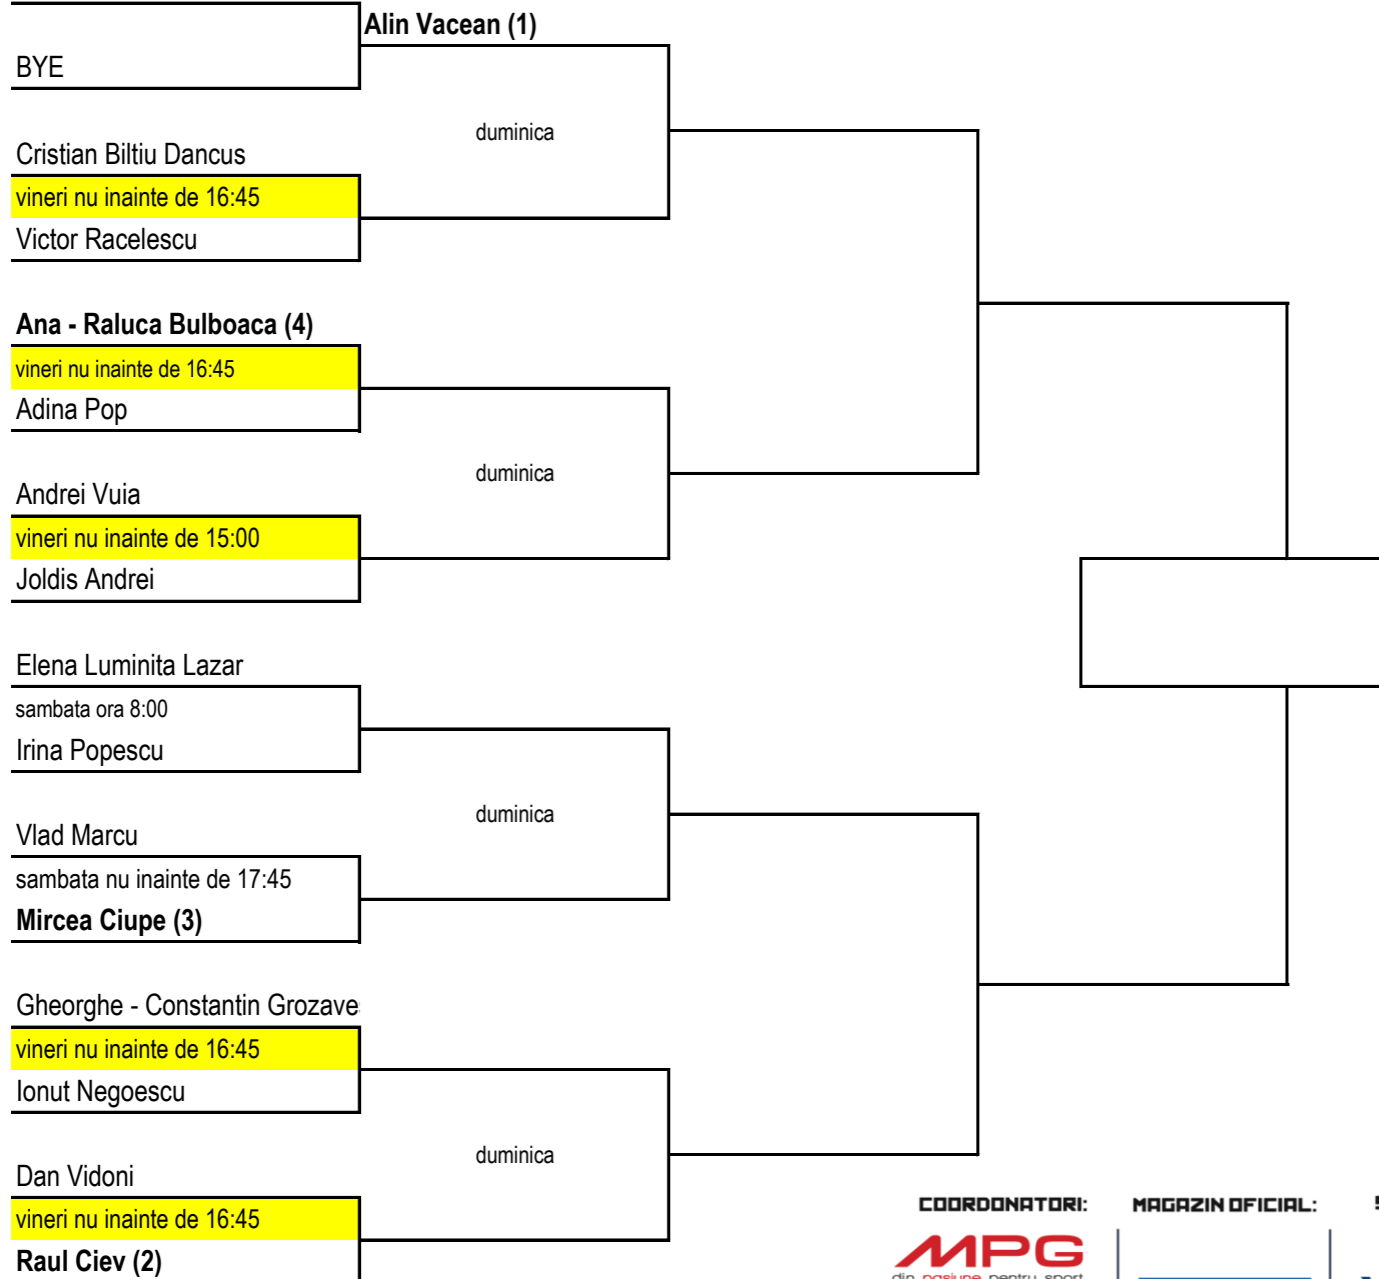 Alin Vacean (1)
BYE
duminica
Cristian Biltiu Dancus
vineri nu inainte de 16:45
Victor Racelescu
Ana - Raluca Bulboaca (4)
vineri nu inainte de 16:45
Adina Pop
duminica
Andrei Vuia
vineri nu inainte de 15:00
Joldis Andrei
Elena Luminita Lazar
sambata ora 8:00
Irina Popescu
duminica
Vlad Marcu
sambata nu inainte de 17:45
Mircea Ciupe (3)
Gheorghe - Constantin Grozave
vineri nu inainte de 16:45
Ionut Negoescu
duminica
Dan Vidoni
vineri nu inainte de 16:45
Raul Ciev (2)
COORDONATORI:
MPG
din pasiune pentru sport
MAGAZIN OFICIAL: